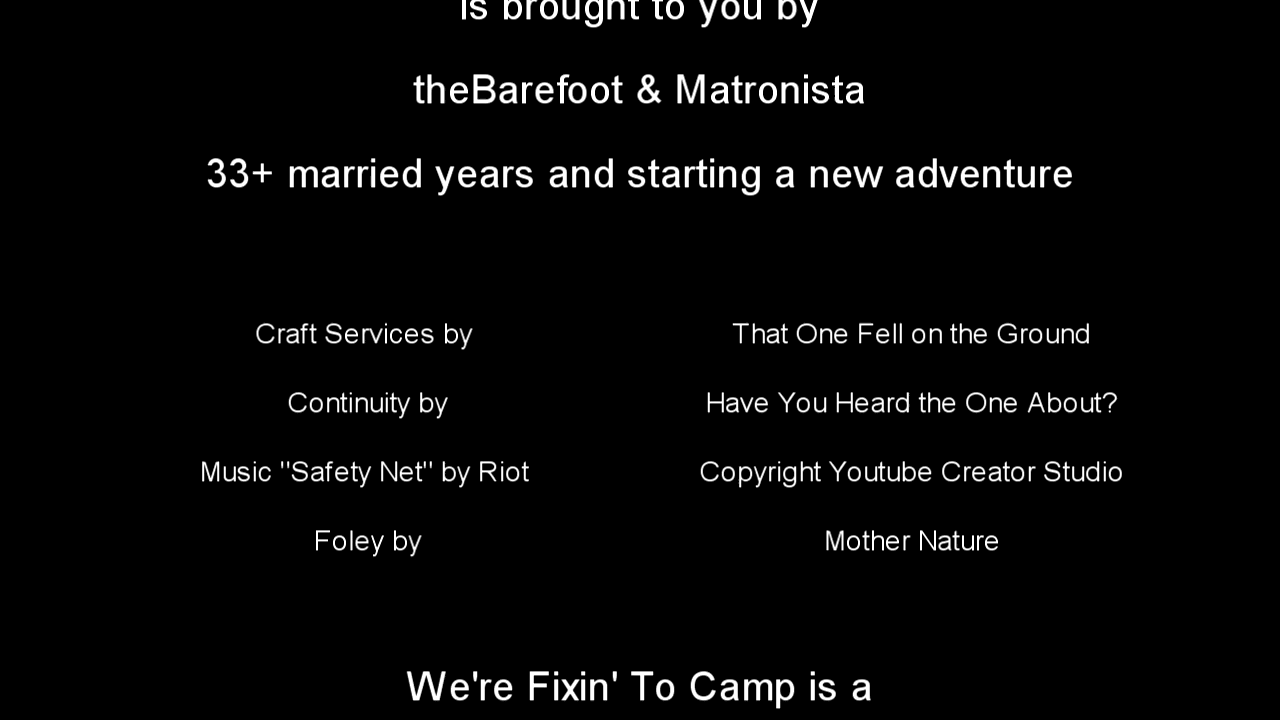 is brought to you by
theBarefoot & Matronista
33+ married years and starting a new adventure
Craft Services by That One Fell on the Ground
Continuity by Have You Heard the One About?
Music "Safety Net" by Riot Copyright Youtube Creator Studio
Foley by Mother Nature
We're Fixin' To Camp is a